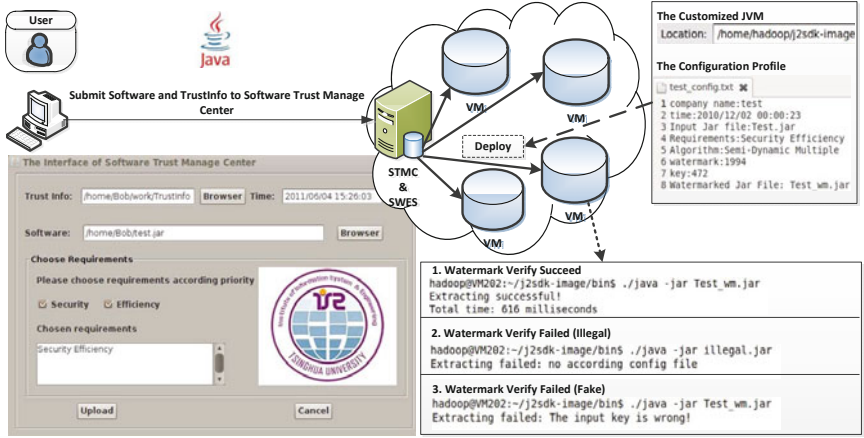 User
Java
Submit Software and TrustInfo to Software Trust Manage
Center
STMC
&
SWES
VM
VM
VM
VM
Deploy
The Customized JVM
Location: /home/hadoop/j2sdk-image
The Configuration Profile
test_config.txt
1 company name:test
2 time:2010/12/02 00:00:23
3 Input Jar file:Test.jar
4 Requirements:Security Efficiency
5 Algorithm:Semi-Dynamic Multiple
6 watermark:1994
7 key:472
8 Watermarked Jar File: Test_wm.jar
The Interface of Software Trust Manage Center
Trust Info: /home/Bob/work/TrustInfo Browser Time: 2011/06/04 15:26:03
Software: /home/Bob/test.jar Browser
Choose Requirements
Please choose requirements according priority
Security Efficiency
Chosen requirements
Security Efficiency
Institute of Information System & Engineering
TSINGHUA UNIVERSITY
Upload Cancel
1. Watermark Verify Succeed
hadoop@VM202:~/j2sdk-image/bin$ ./java -jar Test_wm.jar
Extracting successful!
Total time: 616 milliseconds
2. Watermark Verify Failed (Illegal)
hadoop@VM202:~/j2sdk-image/bin$ ./java -jar illegal.jar
Extracting failed: no according config file
3. Watermark Verify Failed (Fake)
hadoop@VM202:~/j2sdk-image/bin$ ./java -jar Test_wm.jar
Extracting failed: The input key is wrong!